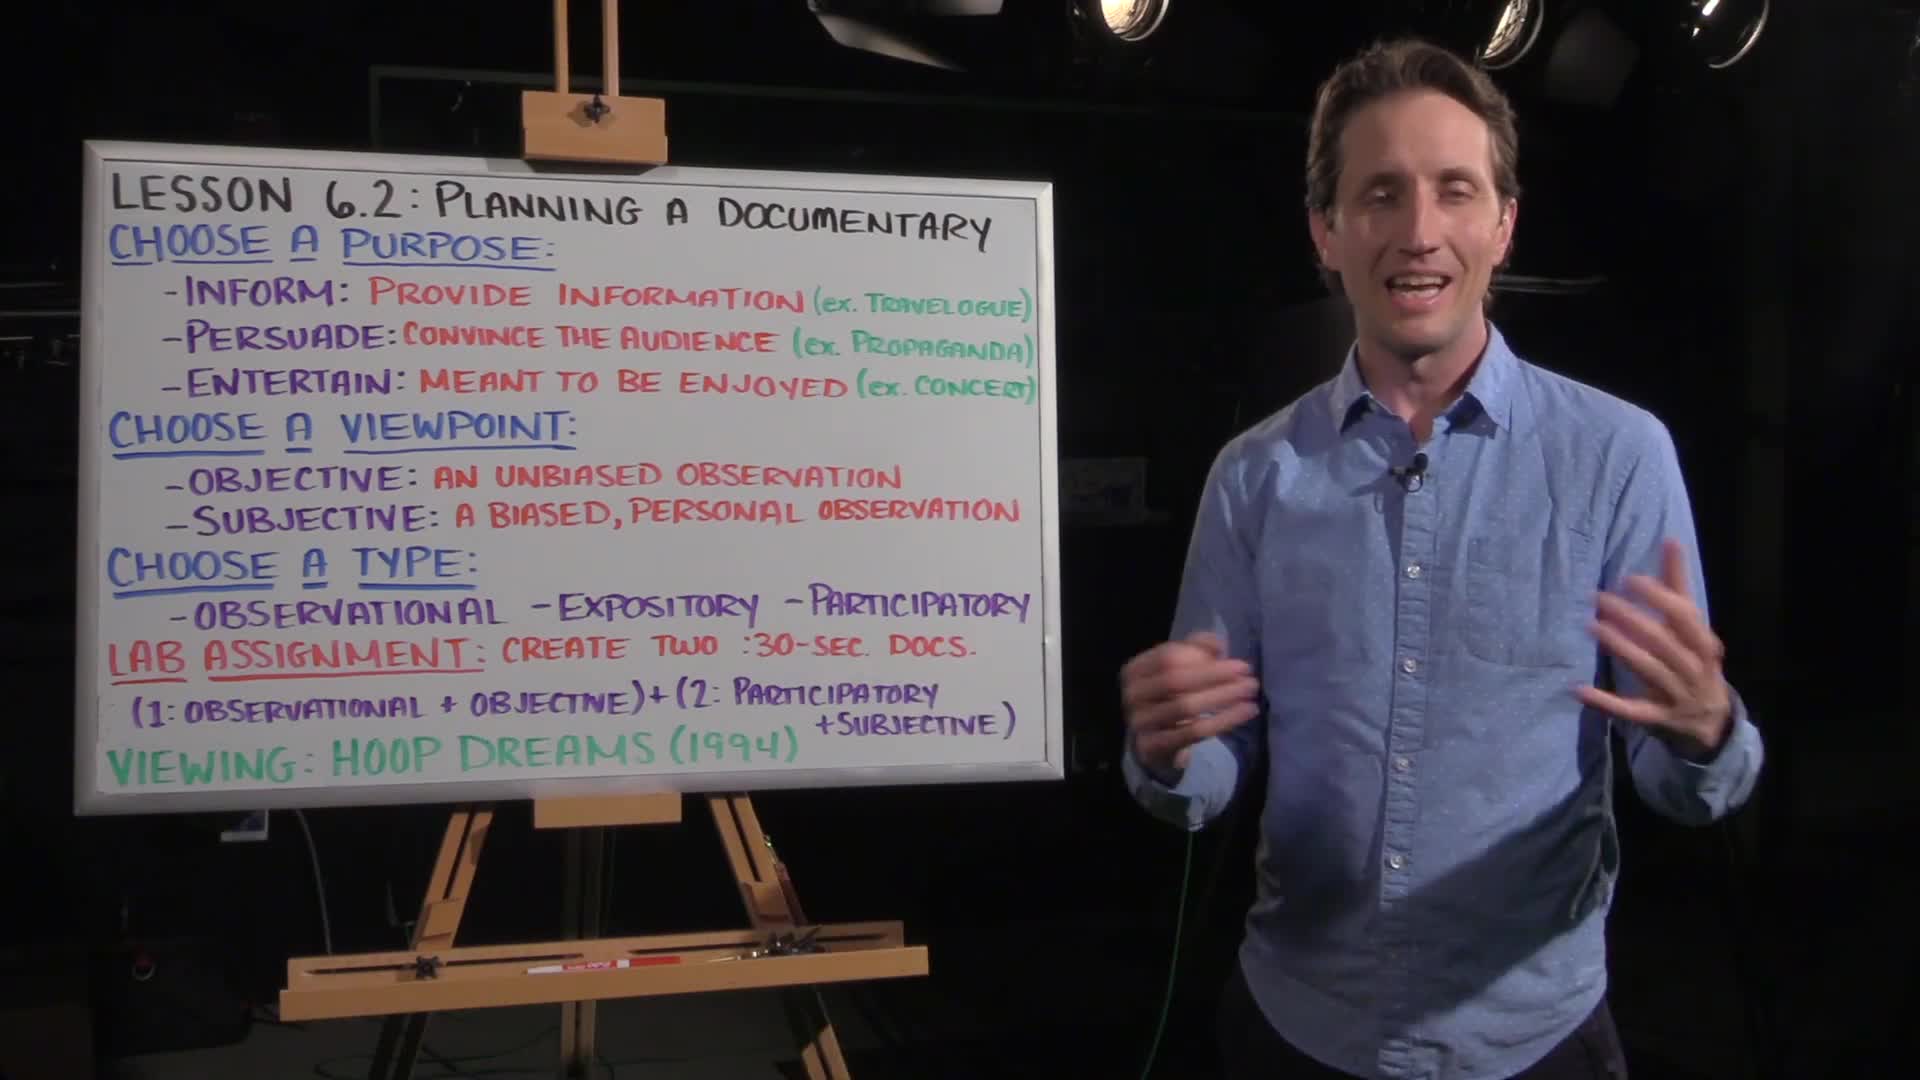 LESSON 6.2: PLANNING A DOCUMENTARY
CHOOSE A PURPOSE:
-INFORM: PROVIDE INFORMATION (ex. TRAVELOGUE)
-PERSUADE: CONVINCE THE AUDIENCE (ex. PROPAGANDA)
-ENTERTAIN: MEANT TO BE ENJOYED (ex. CONCERT)
CHOOSE A VIEWPOINT:
-OBJECTIVE: AN UNBIASED OBSERVATION
-SUBJECTIVE: A BIASED, PERSONAL OBSERVATION
CHOOSE A TYPE:
-OBSERVATIONAL -EXPOSITORY -PARTICIPATORY
LAB ASSIGNMENT: CREATE TWO :30-SEC. DOCS.
(1: OBSERVATIONAL + OBJECTIVE) + (2: PARTICIPATORY
+SUBJECTIVE)
VIEWING: HOOP DREAMS (1994)